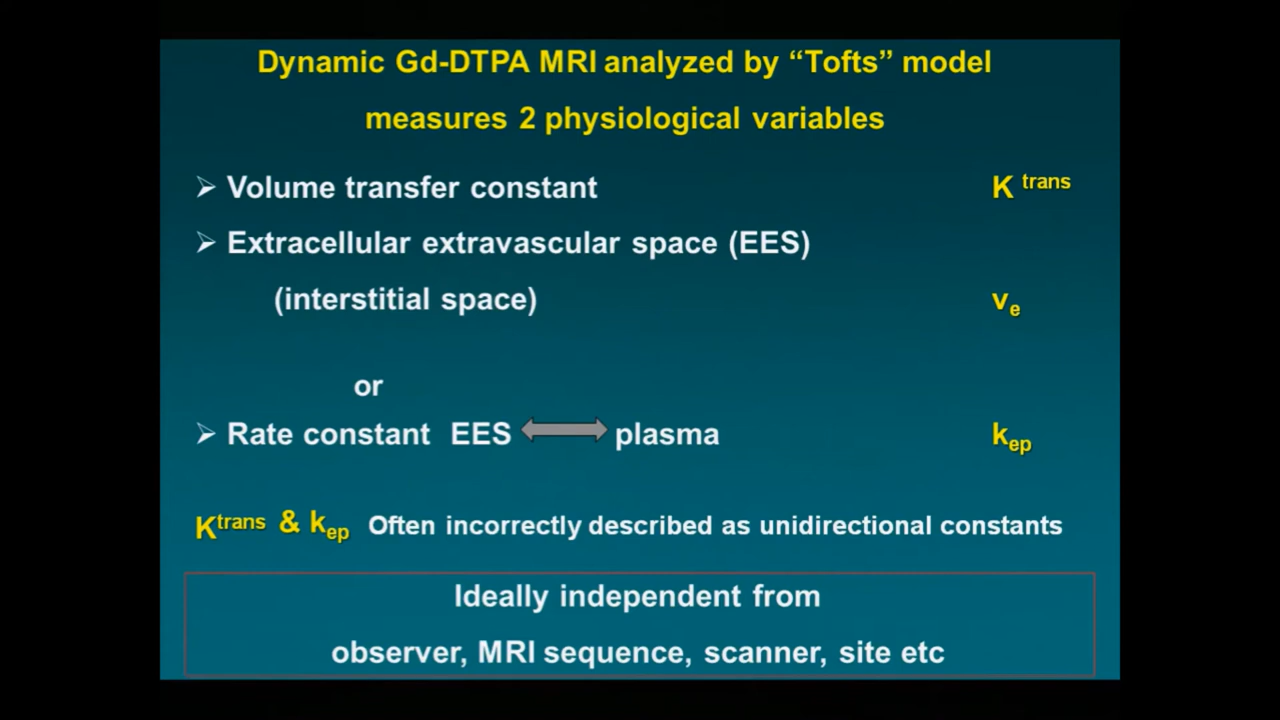 Dynamic Gd-DTPA MRI analyzed by “Tofts” model
measures 2 physiological variables
Volume transfer constant K trans
Extracellular extravascular space (EES)
(interstitial space) ve
or
Rate constant EES plasma kep
Ktrans & kep Often incorrectly described as unidirectional constants
Ideally independent from
observer, MRI sequence, scanner, site etc